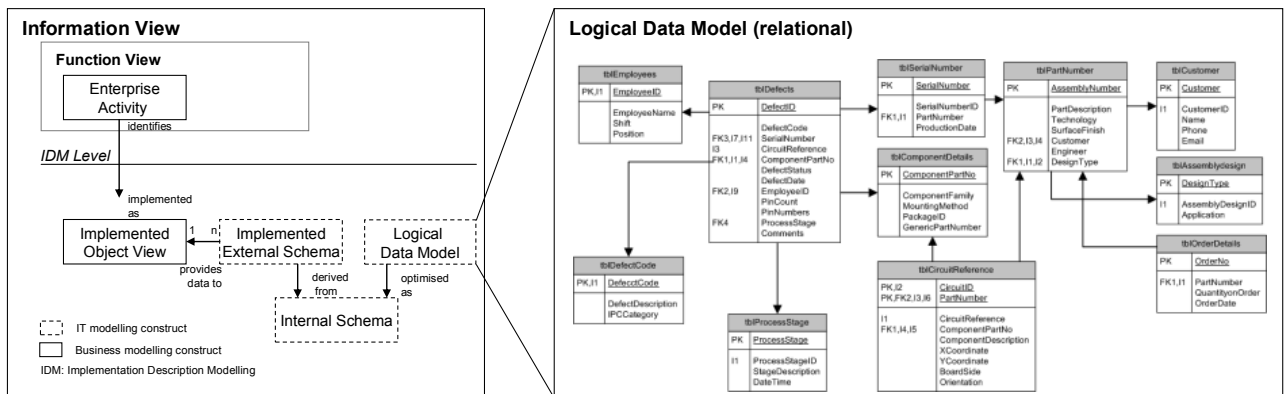 Information View
Function View
Enterprise
Activity
identifies
IDM Level
implemented
as
Implemented
Object View
1
n
Implemented
External Schema
Logical
Data Model
provides
data to
derived
from
optimised
as
Internal Schema
IT modelling construct
Business modelling construct
IDM: Implementation Description Modelling
Logical Data Model (relational)
tblEmployees
PK,I1 EmployeeID
EmployeeName
Shift
Position
tblDefects
PK DefectID
DefectCode
FK3,I7,I11 SerialNumber
I3 CircuitReference
FK1,I1,I4 ComponentPartNo
DefectStatus
DefectDate
FK2,I9 EmployeeID
PinCount
PinNumbers
FK4 ProcessStage
Comments
tblSerialNumber
PK SerialNumber
SerialNumberID
FK1,I1 PartNumber
ProductionDate
tblPartNumber
PK AssemblyNumber
PartDescription
Technology
SurfaceFinish
FK2,I3,I4 Customer
Engineer
FK1,I1,I2 DesignType
tblCustomer
PK Customer
I1 CustomerID
Name
Phone
Email
tblComponentDetails
PK ComponentPartNo
ComponentFamily
MountingMethod
PackageID
GenericPartNumber
tblAssemblydesign
PK DesignType
I1 AssemblyDesignID
Application
tblOrderDetails
PK OrderNo
FK1,I1 PartNumber
QuantityonOrder
OrderDate
tblDefectCode
PK,I1 DefecctCode
DefectDescription
IPCCategory
tblProcessStage
PK ProcessStage
I1 ProcessStageID
StageDescription
DateTime
tblCircuitReference
PK,I2 CircuitID
PK,FK2,I3,I6 PartNumber
I1 CircuitReference
FK1,I4,I5 ComponentPartNo
ComponentDescription
XCoordinate
YCoordinate
BoardSide
Orientation